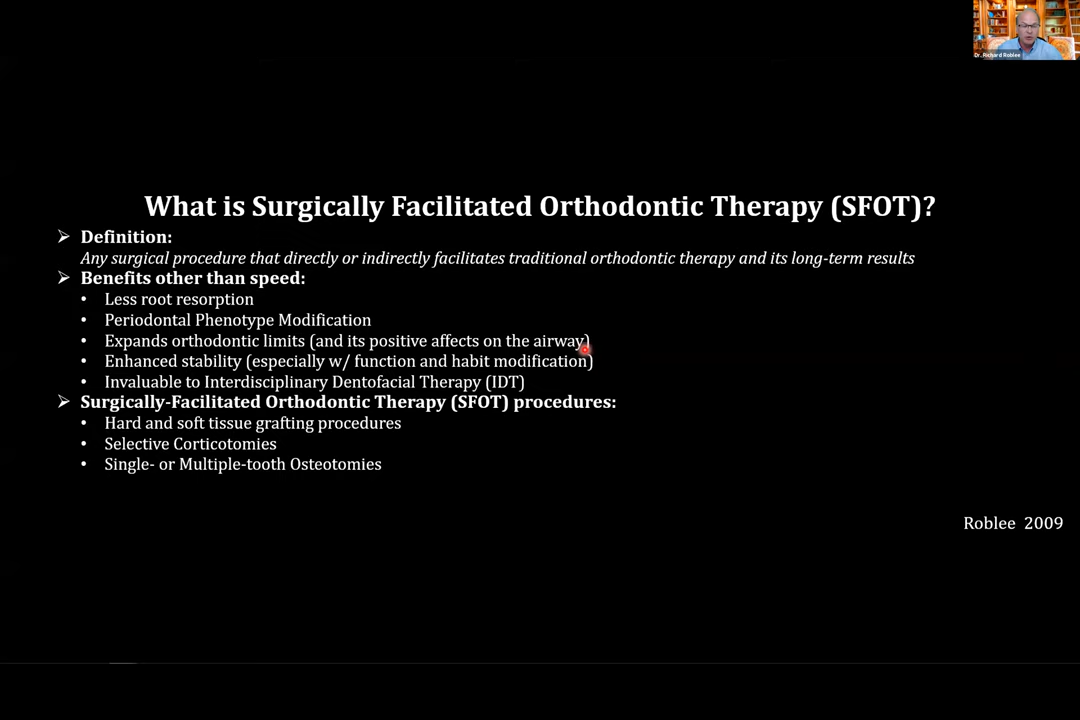 Dr. Richard Roblee
What is Surgically Facilitated Orthodontic Therapy (SFOT)?
➢ Definition:
Any surgical procedure that directly or indirectly facilitates traditional orthodontic therapy and its long-term results
➢ Benefits other than speed:
• Less root resorption
• Periodontal Phenotype Modification
• Expands orthodontic limits (and its positive affects on the airway)
• Enhanced stability (especially w/ function and habit modification)
• Invaluable to Interdisciplinary Dentofacial Therapy (IDT)
➢ Surgically-Facilitated Orthodontic Therapy (SFOT) procedures:
• Hard and soft tissue grafting procedures
• Selective Corticotomies
• Single- or Multiple-tooth Osteotomies
Roblee 2009